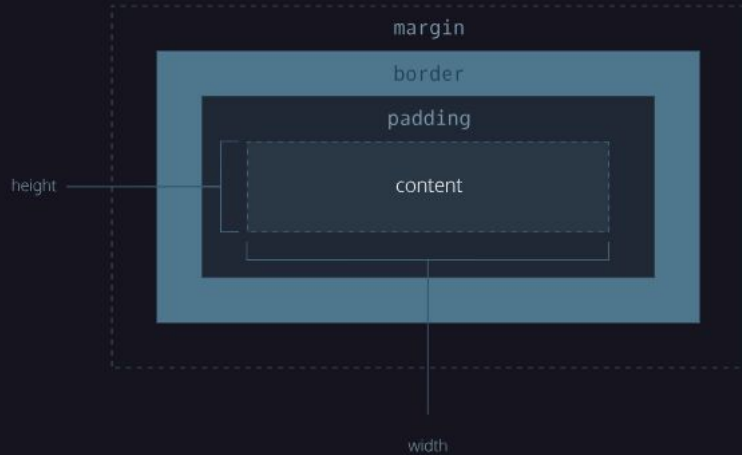 margin
border
padding
content
height
width